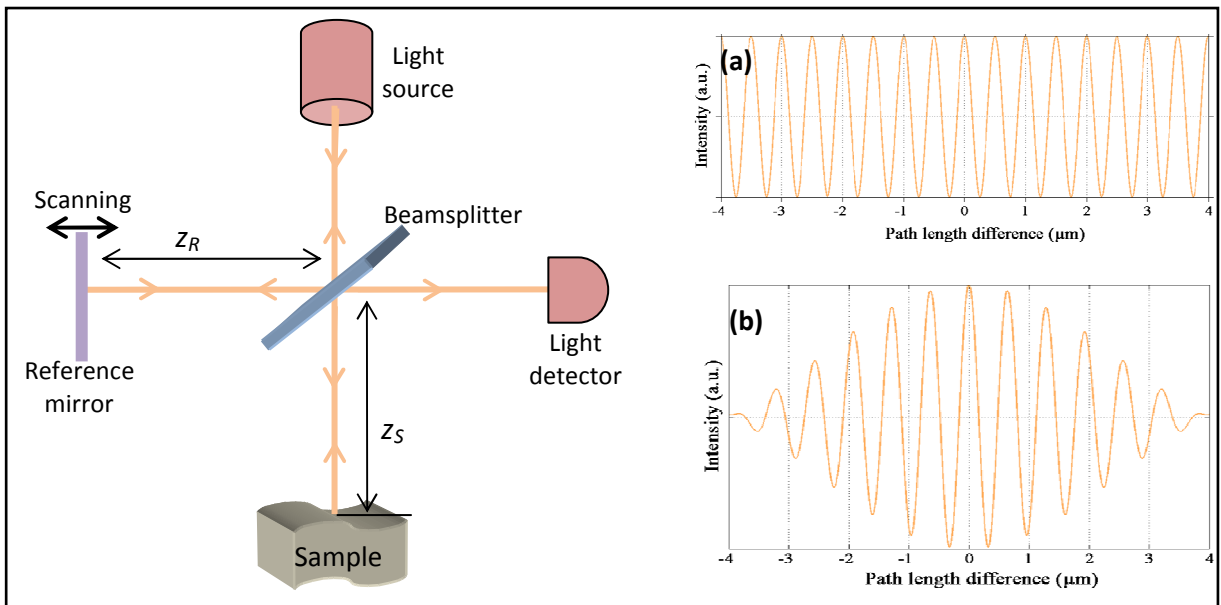 Light
source
Scanning
z_R
Beamsplitter
Reference
mirror
Light
detector
z_S
Sample
(a)
Intensity (a.u.)
-4 -3 -2 -1 0 1 2 3 4
Path length difference (μm)
(b)
Intensity (a.u.)
-4 -3 -2 -1 0 1 2 3 4
Path length difference (μm)